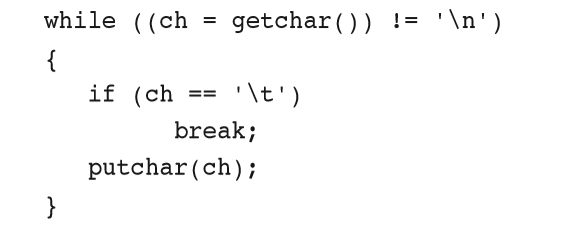 while ((ch = getchar()) != '\n')
{
   if (ch == '\t')
         break;
   putchar(ch);
}